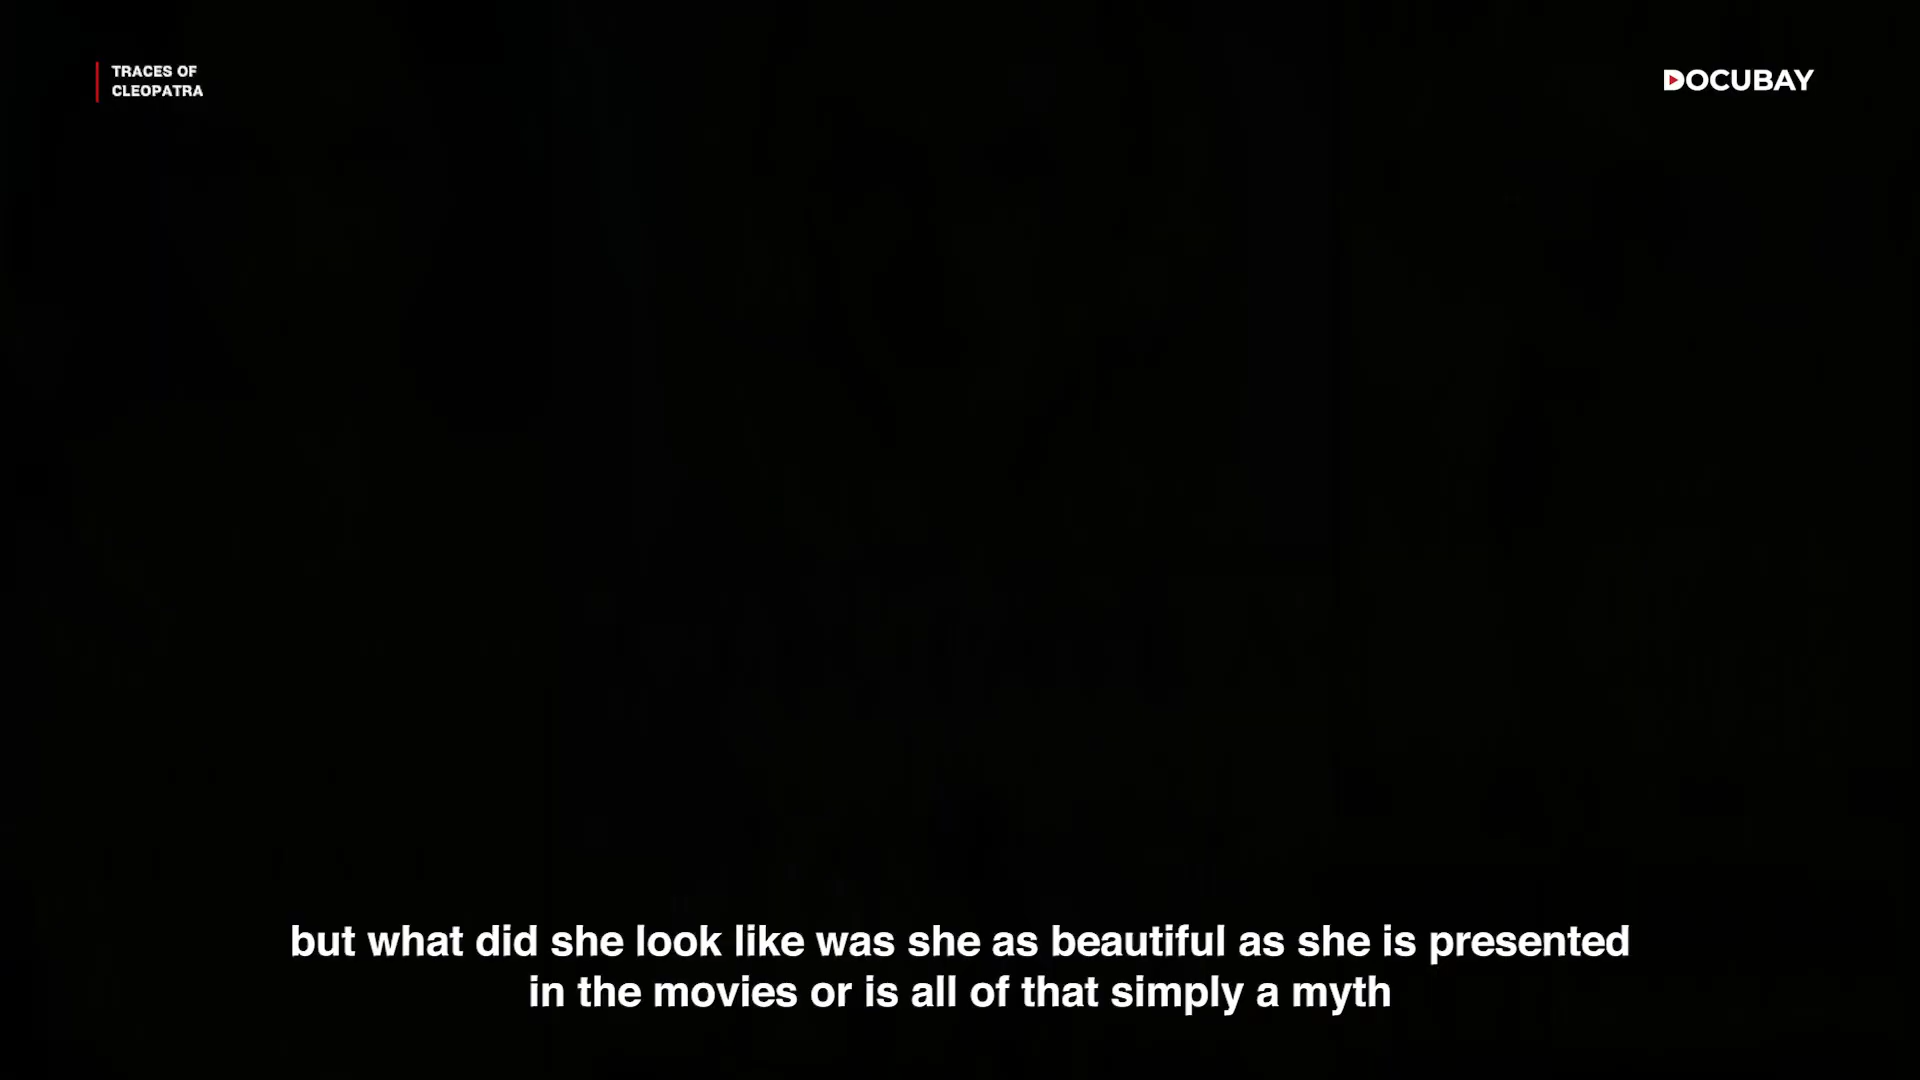 TRACES OF
CLEOPATRA
DOCUBAY
but what did she look like was she as beautiful as she is presented
in the movies or is all of that simply a myth